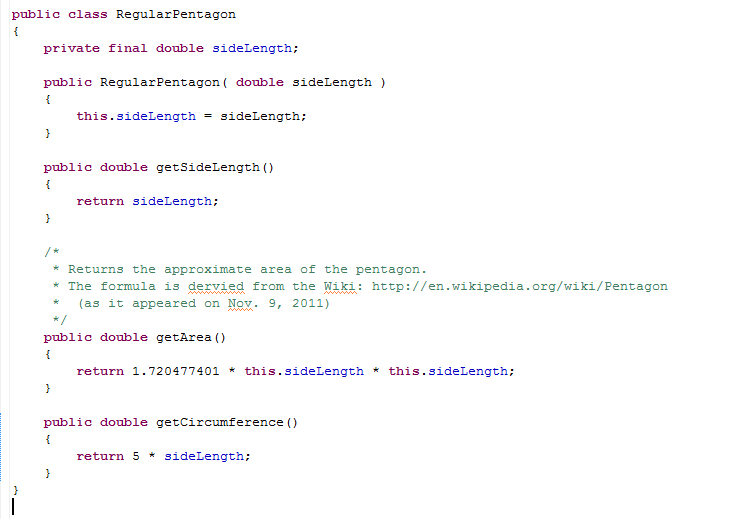 public class RegularPentagon
{
    private final double sideLength;

    public RegularPentagon( double sideLength )
    {
        this.sideLength = sideLength;
    }

    public double getSideLength()
    {
        return sideLength;
    }

    /*
     * Returns the approximate area of the pentagon.
     * The formula is dervied from the Wiki: http://en.wikipedia.org/wiki/Pentagon
     *  (as it appeared on Nov. 9, 2011)
     */
    public double getArea()
    {
        return 1.720477401 * this.sideLength * this.sideLength;
    }

    public double getCircumference()
    {
        return 5 * sideLength;
    }
}